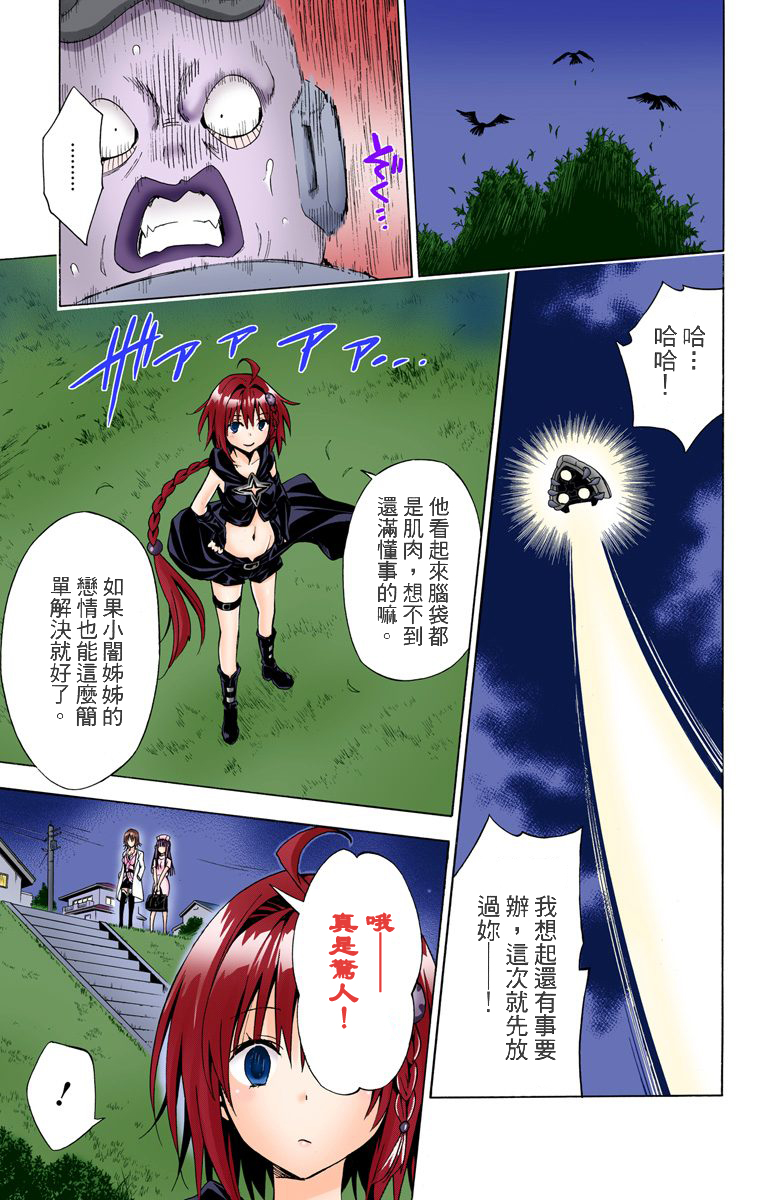 ………
ぞくっ
哈…
哈哈！
我想起還有事要
辦，這次就先放
過妳──！
ザァァァァ…
他看起來腦袋都
是肌肉，想不到
還滿懂事的嘛。
如果小闇姊姊的
戀情也能這麼簡
單解決就好了。
哦──
真是驚人！
！